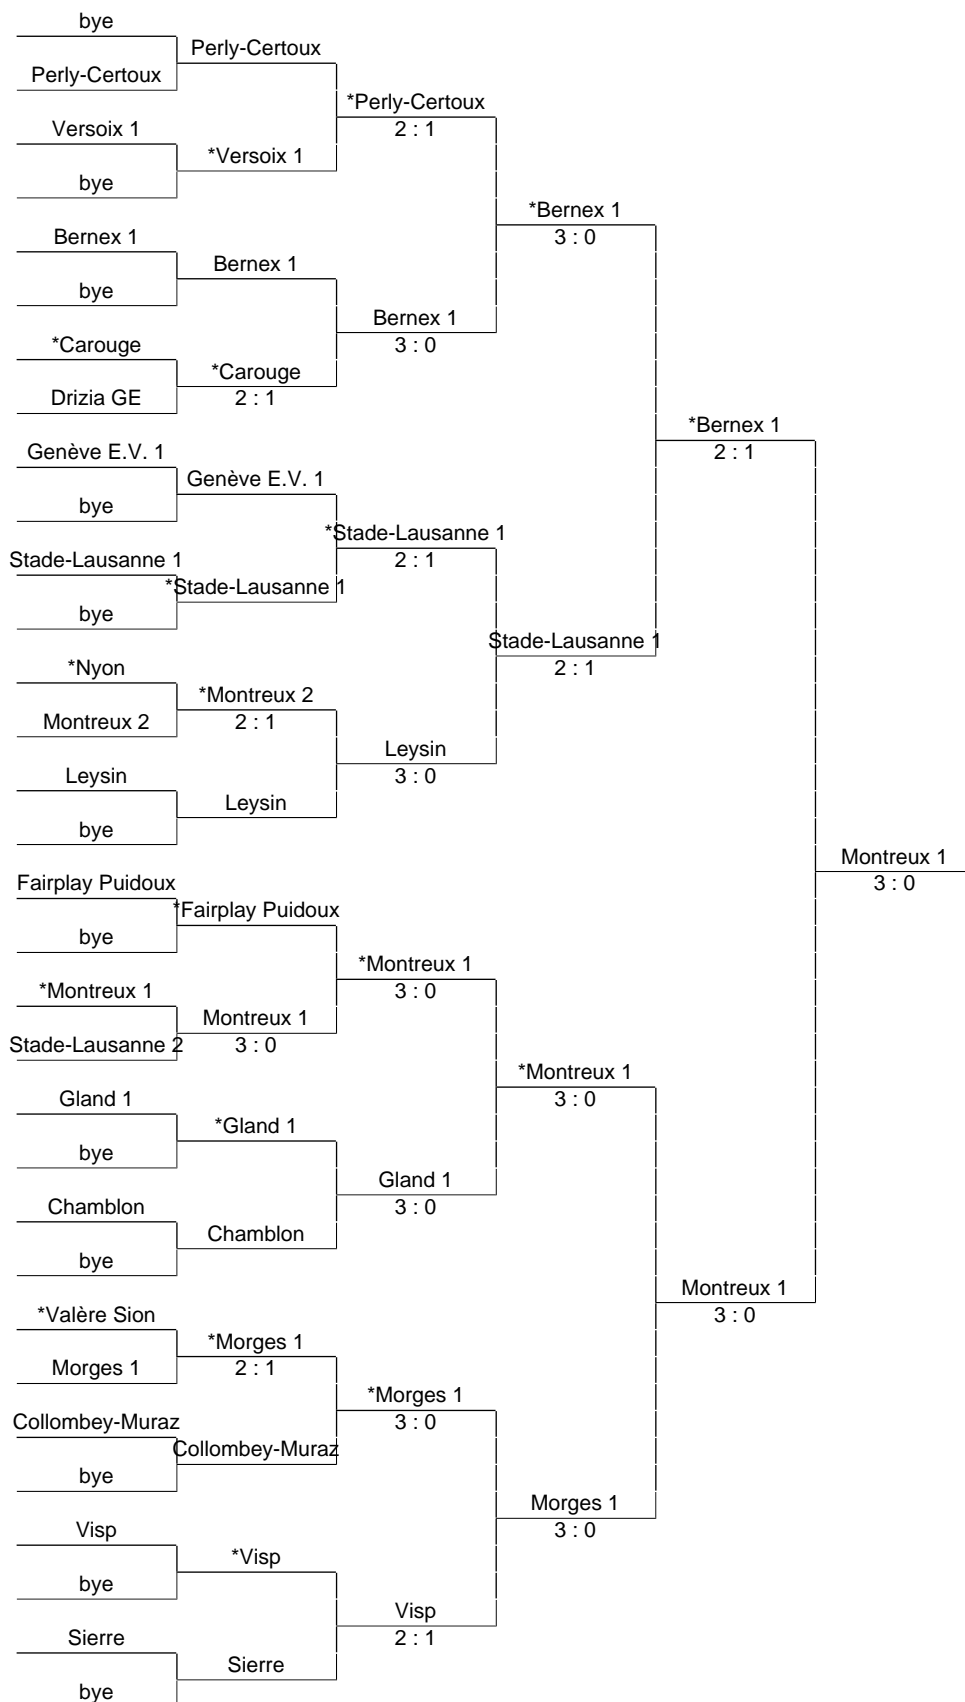 bye
Perly-Certoux
Perly-Certoux
*Perly-Certoux
Versoix 1
2 : 1
*Versoix 1
bye
*Bernex 1
Bernex 1
3 : 0
Bernex 1
bye
Bernex 1
*Carouge
3 : 0
*Carouge
Drizia GE
2 : 1
*Bernex 1
Genève E.V. 1
2 : 1
Genève E.V. 1
bye
*Stade-Lausanne 1
Stade-Lausanne 1
2 : 1
*Stade-Lausanne 1
bye
Stade-Lausanne 1
*Nyon
2 : 1
*Montreux 2
Montreux 2
2 : 1
Leysin
Leysin
3 : 0
Leysin
bye
Montreux 1
Fairplay Puidoux
3 : 0
*Fairplay Puidoux
bye
*Montreux 1
*Montreux 1
3 : 0
Montreux 1
Stade-Lausanne 2
3 : 0
*Montreux 1
Gland 1
3 : 0
*Gland 1
bye
Gland 1
Chamblon
3 : 0
Chamblon
bye
Montreux 1
*Valère Sion
3 : 0
*Morges 1
Morges 1
2 : 1
*Morges 1
Collombey-Muraz
3 : 0
Collombey-Muraz
bye
Morges 1
Visp
3 : 0
*Visp
bye
Visp
Sierre
2 : 1
Sierre
bye